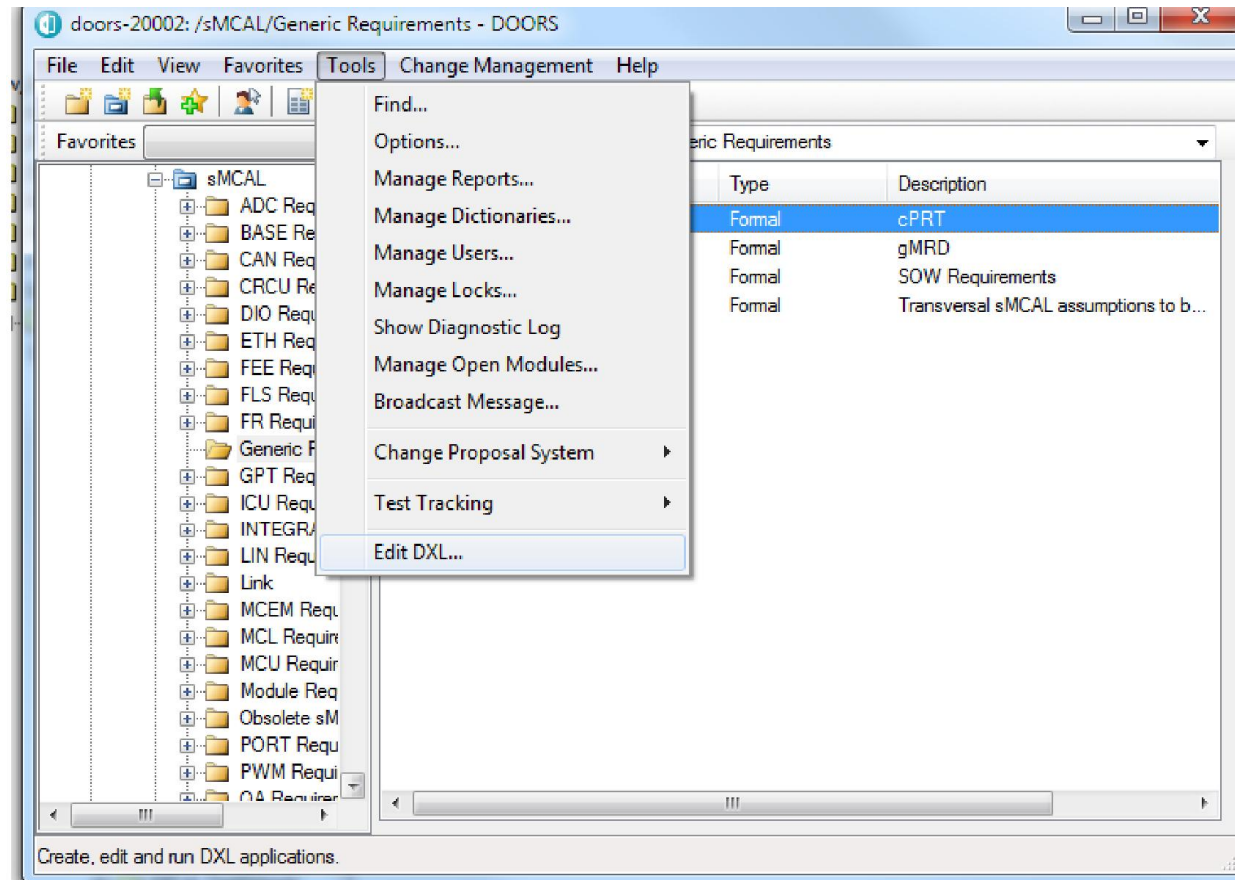 doors-20002: /sMCAL/Generic Requirements - DOORS
File Edit View Favorites Tools Change Management Help
Favorites
eric Requirements
Find...
Options...
Manage Reports...
Manage Dictionaries...
Manage Users...
Manage Locks...
Show Diagnostic Log
Manage Open Modules...
Broadcast Message...
Change Proposal System
Test Tracking
Edit DXL...
sMCAL
ADC Req
BASE Re
CAN Req
CRCU Re
DIO Requ
ETH Req
FEE Requ
FLS Requ
FR Requi
Generic F
GPT Req
ICU Requ
INTEGRA
LIN Requ
Link
MCEM Requ
MCL Require
MCU Requir
Module Req
Obsolete sM
PORT Requ
PWM Requi
Type Description
Formal cPRT
Formal gMRD
Formal SOW Requirements
Formal Transversal sMCAL assumptions to b...
Create, edit and run DXL applications.